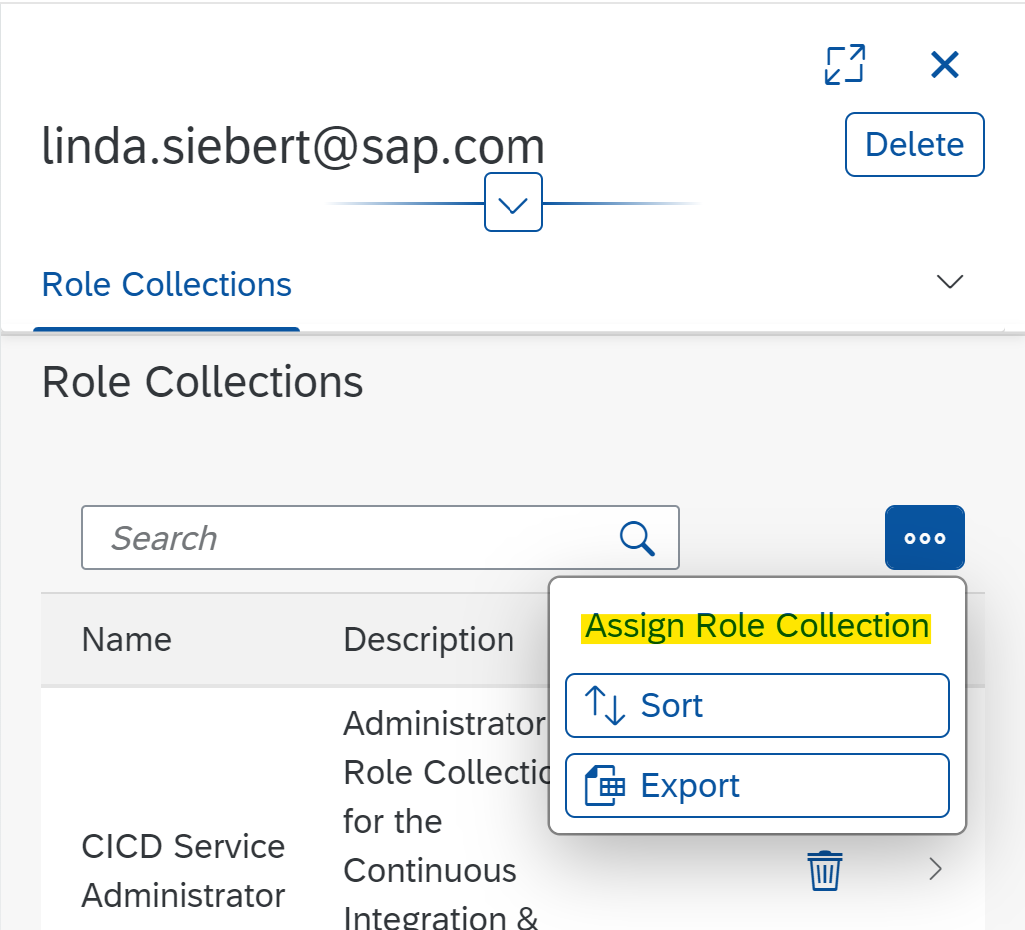 linda.siebert@sap.com
Delete
Role Collections
Role Collections
Search
Assign Role Collection
Sort
Export
Name
Description
CICD Service
Administrator
Administrator
Role Collectio
for the
Continuous
Integration &